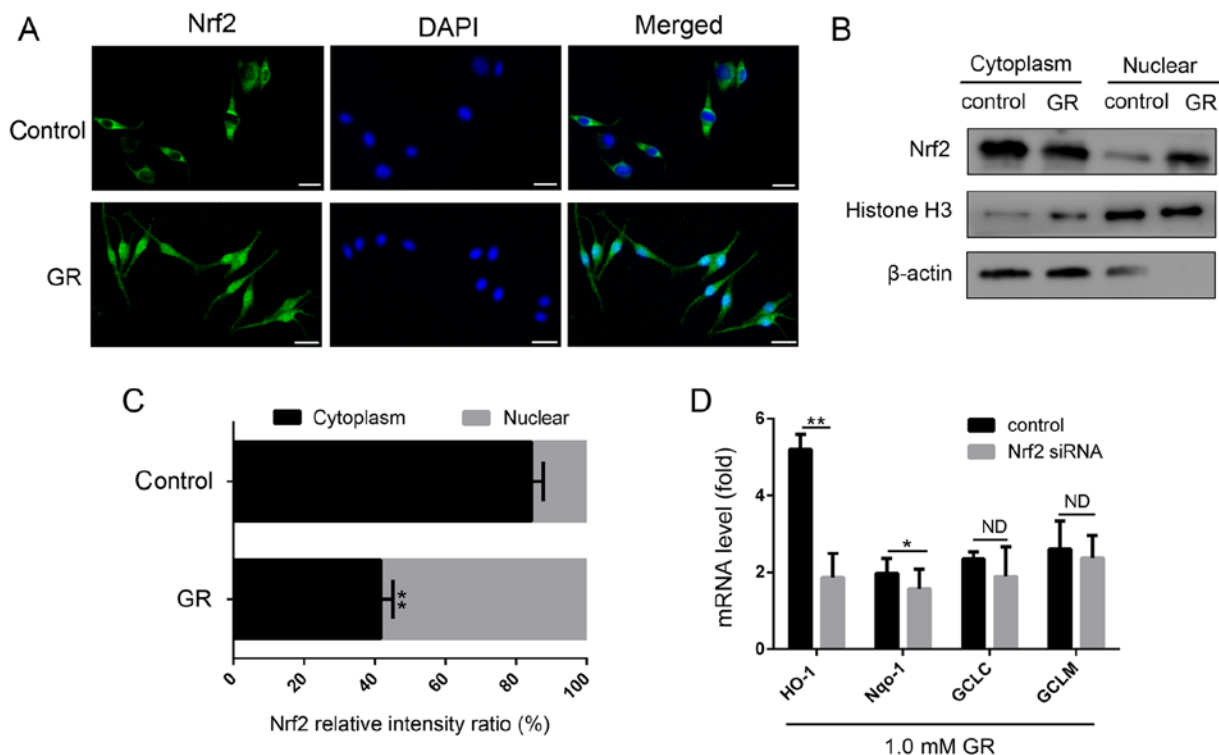 A
Nrf2 DAPI Merged
Control
GR
B
Cytoplasm Nuclear
control GR control GR
Nrf2
Histone H3
β-actin
C
Cytoplasm Nuclear
Control
GR
**
0 20 40 60 80 100
Nrf2 relative intensity ratio (%)
D
control
Nrf2 siRNA
mRNA level (fold)
6
4
2
0
** * ND ND
HO-1 Nqo-1 GCLC GCLM
1.0 mM GR